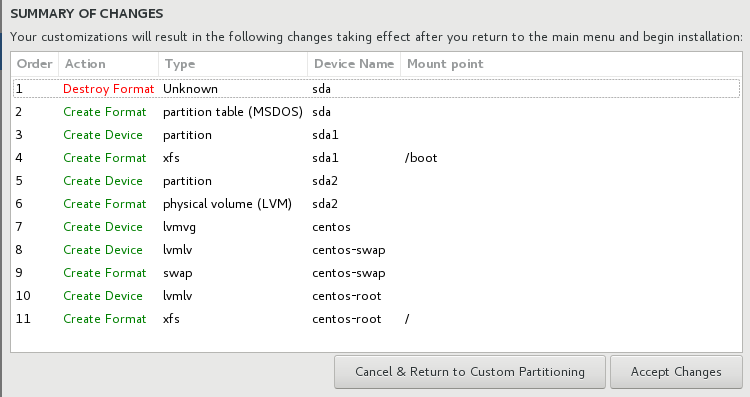 SUMMARY OF CHANGES
Your customizations will result in the following changes taking effect after you return to the main menu and begin installation:
Order Action Type Device Name Mount point
1 Destroy Format Unknown sda
2 Create Format partition table (MSDOS) sda
3 Create Device partition sda1
4 Create Format xfs sda1 /boot
5 Create Device partition sda2
6 Create Format physical volume (LVM) sda2
7 Create Device lvmvg centos
8 Create Device lvmlv centos-swap
9 Create Format swap centos-swap
10 Create Device lvmlv centos-root
11 Create Format xfs centos-root /
Cancel & Return to Custom Partitioning Accept Changes